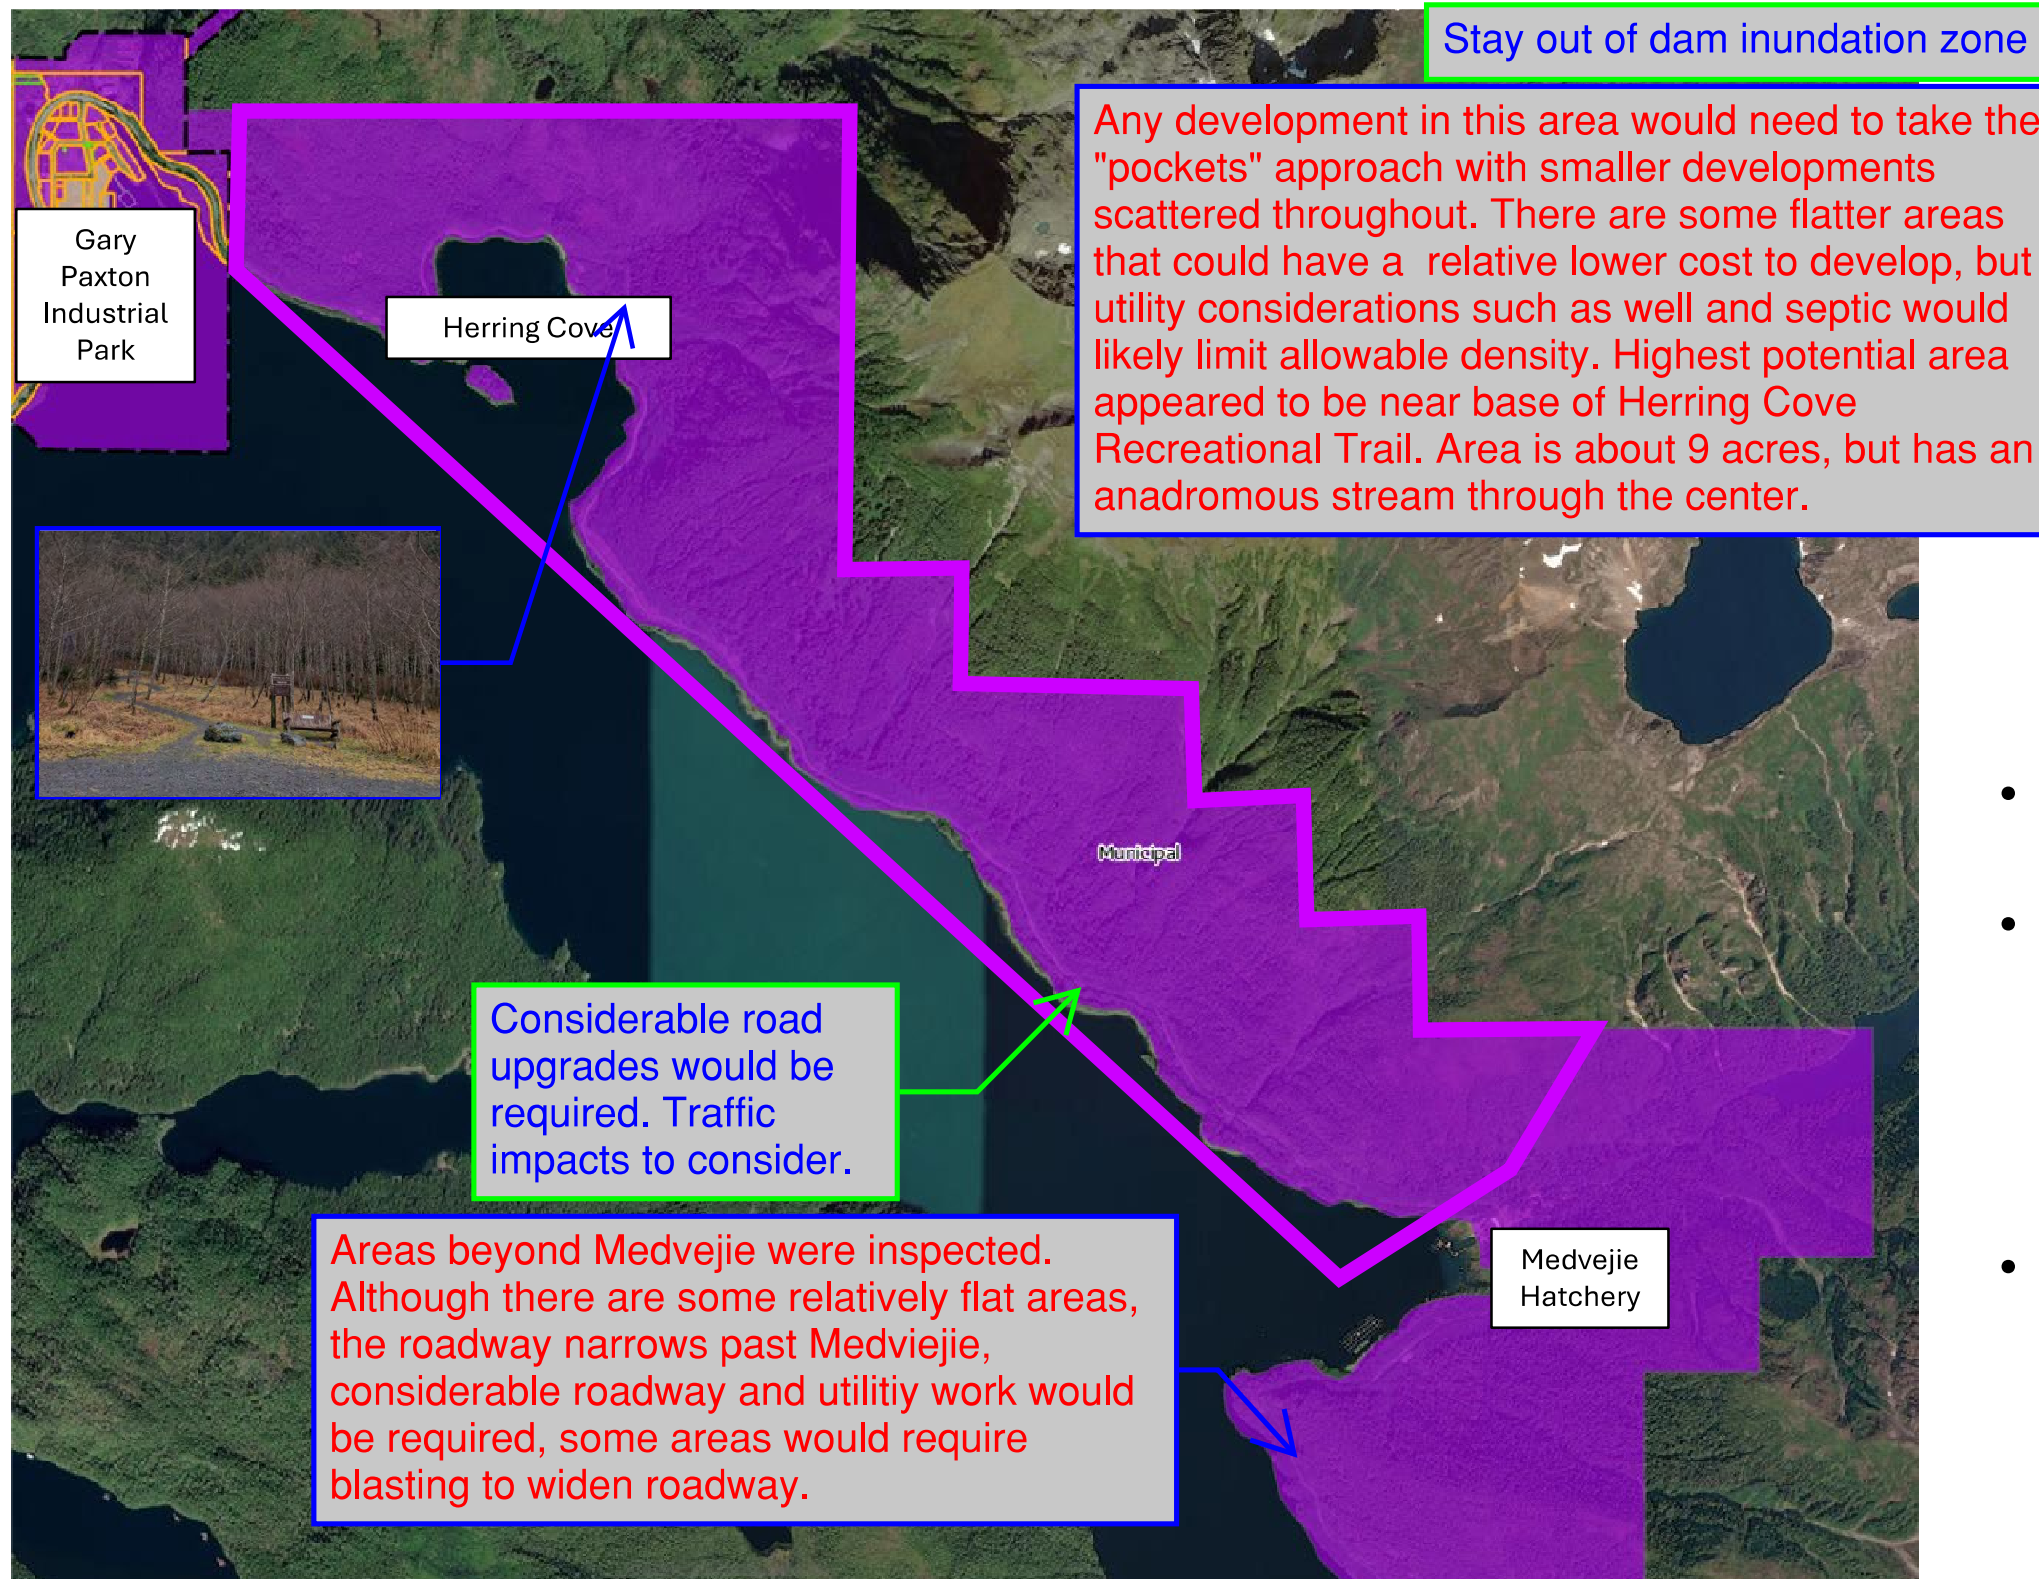 Stay out of dam inundation zone
Any development in this area would need to take the
"pockets" approach with smaller developments
scattered throughout. There are some flatter areas
that could have a  relative lower cost to develop, but
utility considerations such as well and septic would
likely limit allowable density. Highest potential area
appeared to be near base of Herring Cove
Recreational Trail. Area is about 9 acres, but has an
anadromous stream through the center.
Gary
Paxton
Industrial
Park
Herring Cove
Municipal
Considerable road
upgrades would be
required. Traffic
impacts to consider.
Areas beyond Medvejie were inspected.
Although there are some relatively flat areas,
the roadway narrows past Medviejie,
considerable roadway and utilitiy work would
be required, some areas would require
blasting to widen roadway.
Medvejie
Hatchery